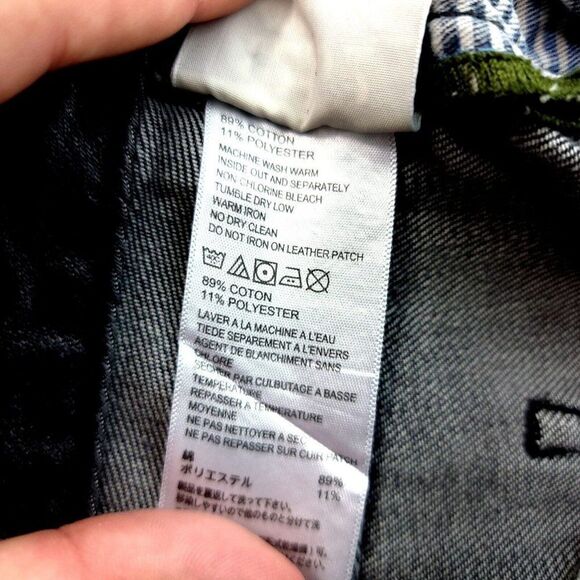 89% COTTON
11% POLYESTER
MACHINE WASH WARM
INSIDE OUT AND SEPARATELY
NON CHLORINE BLEACH
TUMBLE DRY LOW
WARM IRON
NO DRY CLEAN
DO NOT IRON ON LEATHER PATCH
89% COTON
11% POLYESTER
LAVER A LA MACHINE A L'EAU
TIEDE SEPAREMENT A L'ENVERS
AGENT DE BLANCHIMENT SANS
CHLORE
SECHER PAR CULBUTAGE A BASSE
TEMPERATURE
REPASSER A TEMPERATURE
MOYENNE
NE PAS NETTOYER A SEC
NE PAS REPASSER SUR CUIR PATCH
綿 89%
ポリエステル 11%